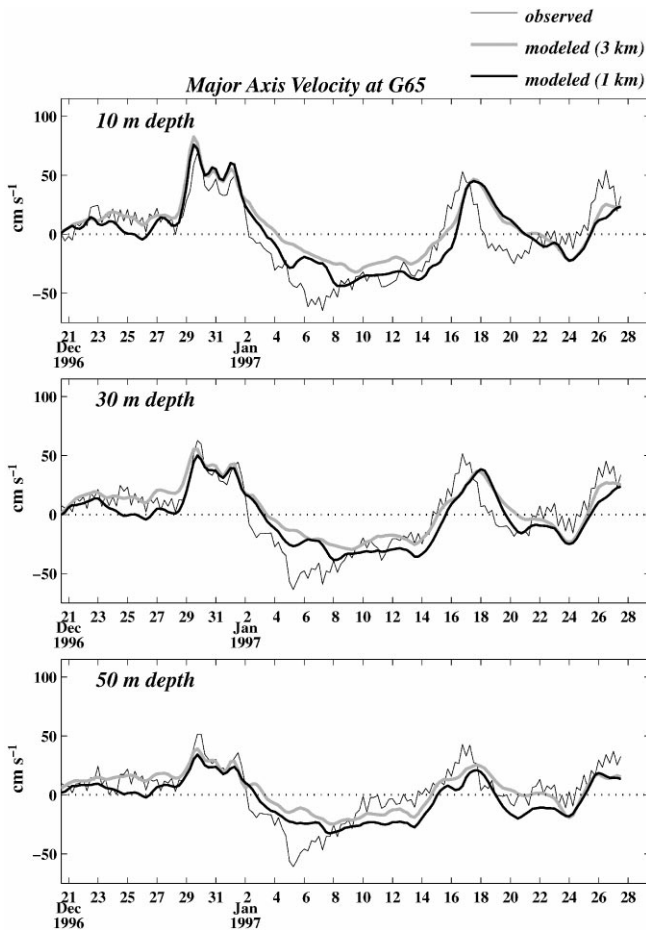 observed
modeled (3 km)
modeled (1 km)
Major Axis Velocity at G65
10 m depth
100
50
0
−50
cm s⁻¹
21 23 25 27 29 31 2 4 6 8 10 12 14 16 18 20 22 24 26 28
Dec Jan
1996 1997
30 m depth
100
50
0
−50
cm s⁻¹
21 23 25 27 29 31 2 4 6 8 10 12 14 16 18 20 22 24 26 28
Dec Jan
1996 1997
50 m depth
100
50
0
−50
cm s⁻¹
21 23 25 27 29 31 2 4 6 8 10 12 14 16 18 20 22 24 26 28
Dec Jan
1996 1997